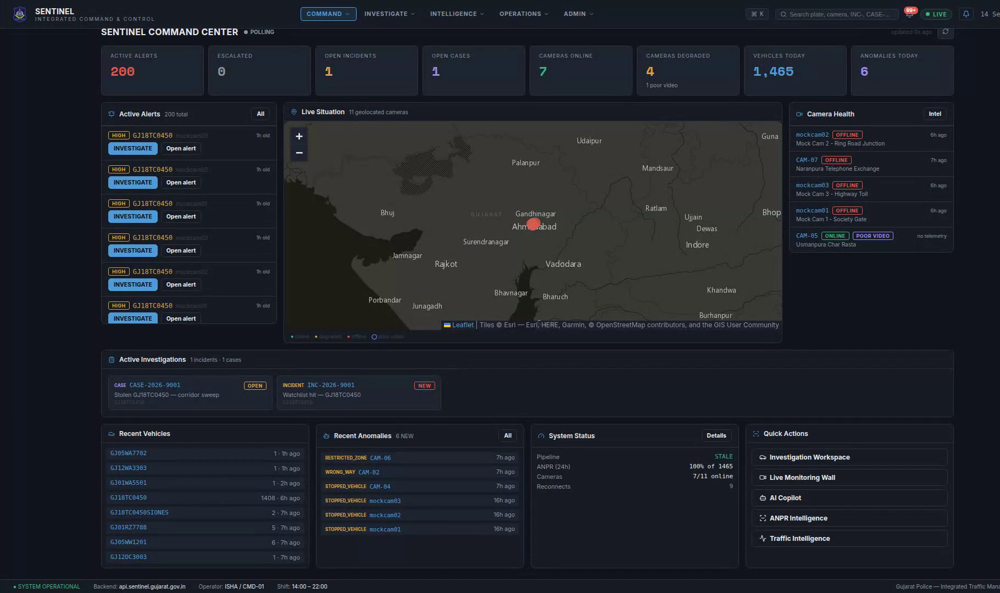 SENTINEL
INTEGRATED COMMAND & CONTROL
COMMAND INVESTIGATE INTELLIGENCE OPERATIONS ADMIN
⌘ K
Search plate, camera, INC-, CASE-...
99+
LIVE
14 Se
SENTINEL COMMAND CENTER
POLLING
updated 0s ago
ACTIVE ALERTS
200
ESCALATED
0
OPEN INCIDENTS
1
OPEN CASES
1
CAMERAS ONLINE
7
CAMERAS DEGRADED
4
1 poor video
VEHICLES TODAY
1,465
ANOMALIES TODAY
6
Active Alerts 200 total All
HIGH GJ18TC0450 mockcam03 1h old
INVESTIGATE Open alert
HIGH GJ18TC0450 mockcam02 1h old
INVESTIGATE Open alert
HIGH GJ18TC0450 mockcam01 1h old
INVESTIGATE Open alert
HIGH GJ18TC0450 mockcam03 1h old
INVESTIGATE Open alert
HIGH GJ18TC0450 mockcam02 1h old
INVESTIGATE Open alert
HIGH GJ18TC0450 mockcam01 1h old
INVESTIGATE Open alert
Live Situation 11 geolocated cameras
+
−
Udaipur
Guna
Palanpur
Mandsaur
Bhuj
GUJARAT
Gandhinagar
Ratlam
Bhop
Ujjain
Ahm abad
Dewas
Surendranagar
Indore
Jamnagar
Rajkot
Vadodara
Khandwa
Bhavnagar
Bharuch
Porbandar
Junagadh
Burhanpur
Leaflet | Tiles © Esri — Esri, HERE, Garmin, © OpenStreetMap contributors, and the GIS User Community
online degraded offline poor video
Camera Health Intel
mockcam02 OFFLINE 6h ago
Mock Cam 2 - Ring Road Junction
CAM-07 OFFLINE 7h ago
Naranpura Telephone Exchange
mockcam03 OFFLINE 6h ago
Mock Cam 3 - Highway Toll
mockcam01 OFFLINE 6h ago
Mock Cam 1 - Society Gate
CAM-05 ONLINE POOR VIDEO no telemetry
Usmanpura Char Rasta
Active Investigations 1 incidents · 1 cases
CASE CASE-2026-9001 OPEN
Stolen GJ18TC0450 — corridor sweep
GJ18TC0450
INCIDENT INC-2026-9001 NEW
Watchlist hit — GJ18TC0450
GJ18TC0450
Recent Vehicles
GJ05WA7702 1 · 1h ago
GJ12WA3303 1 · 1h ago
GJ01WA5501 1 · 2h ago
GJ18TC0450 1408 · 6h ago
GJ18TC0450SIONES 2 · 7h ago
GJ01RZ7788 5 · 7h ago
GJ05WW1201 6 · 7h ago
GJ12DC3003 1 · 7h ago
Recent Anomalies 6 NEW All
RESTRICTED_ZONE CAM-06 7h ago
WRONG_WAY CAM-02 7h ago
STOPPED_VEHICLE CAM-04 7h ago
STOPPED_VEHICLE mockcam03 16h ago
STOPPED_VEHICLE mockcam02 16h ago
STOPPED_VEHICLE mockcam01 16h ago
System Status Details
Pipeline STALE
ANPR (24h) 100% of 1465
Cameras 7/11 online
Reconnects 9
Quick Actions
Investigation Workspace
Live Monitoring Wall
AI Copilot
ANPR Intelligence
Traffic Intelligence
SYSTEM OPERATIONAL Backend: api.sentinel.gujarat.gov.in Operator: ISHA / CMD-01 Shift: 14:00 – 22:00
Gujarat Police — Integrated Traffic Man